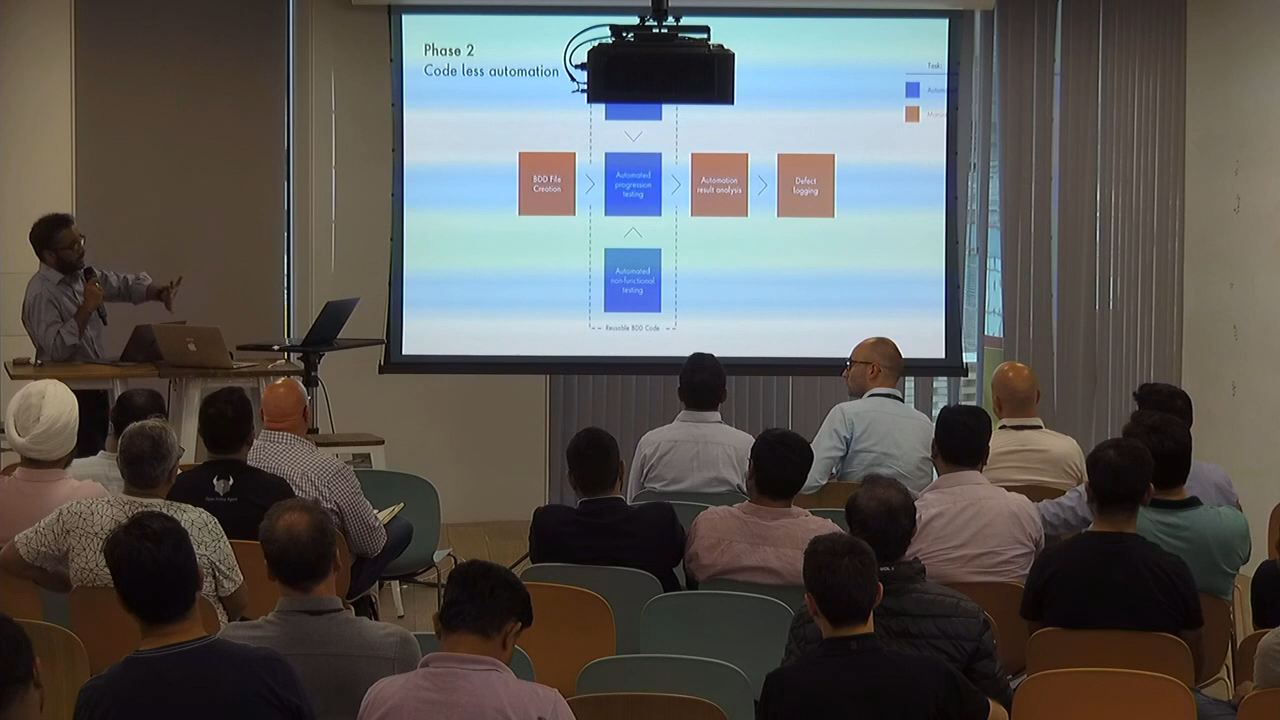 Phase 2
Code less automation
Task:
BDD File
Creation
Automated
progression
testing
Automation
result analysis
Defect
logging
Automated
non-functional
testing
Reusable BDD Code